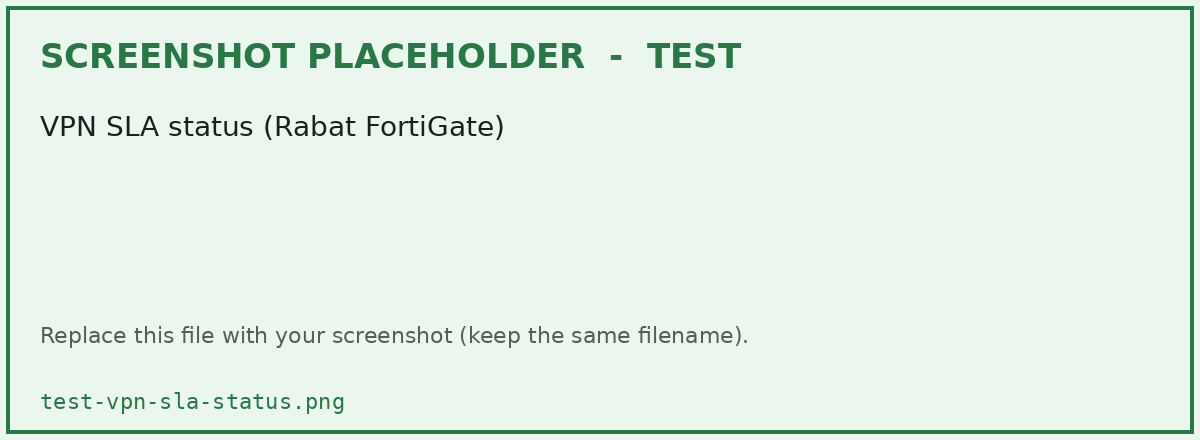 SCREENSHOT PLACEHOLDER - TEST
VPN SLA status (Rabat FortiGate)
Replace this file with your screenshot (keep the same filename).
test-vpn-sla-status.png